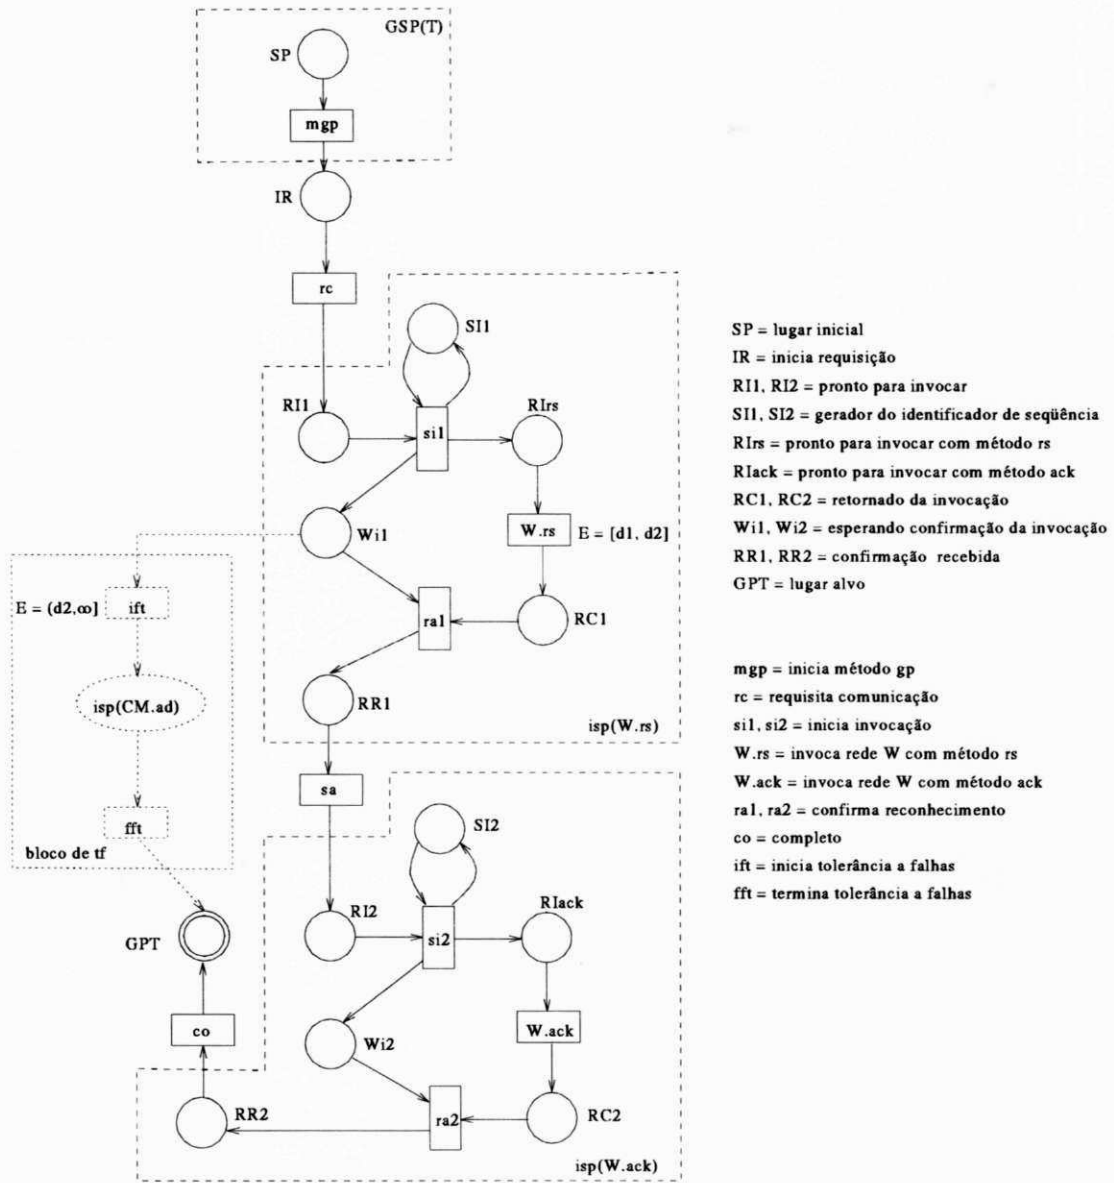 GSP(T)
SP
mgp
IR
rc
SI1
RI1
si1
RIrs
Wi1
W.rs
E = [d1, d2]
E = (d2,∞]
ift
ra1
RC1
isp(CM.ad)
RR1
isp(W.rs)
fft
sa
bloco de tf
SI2
RI2
RIack
si2
GPT
co
Wi2
W.ack
RR2
ra2
RC2
isp(W.ack)
SP = lugar inicial
IR = inicia requisição
RI1, RI2 = pronto para invocar
SI1, SI2 = gerador do identificador de seqüência
RIrs = pronto para invocar com método rs
RIack = pronto para invocar com método ack
RC1, RC2 = retornado da invocação
Wi1, Wi2 = esperando confirmação da invocação
RR1, RR2 = confirmação recebida
GPT = lugar alvo
mgp = inicia método gp
rc = requisita comunicação
si1, si2 = inicia invocação
W.rs = invoca rede W com método rs
W.ack = invoca rede W com método ack
ra1, ra2 = confirma reconhecimento
co = completo
ift = inicia tolerância a falhas
fft = termina tolerância a falhas